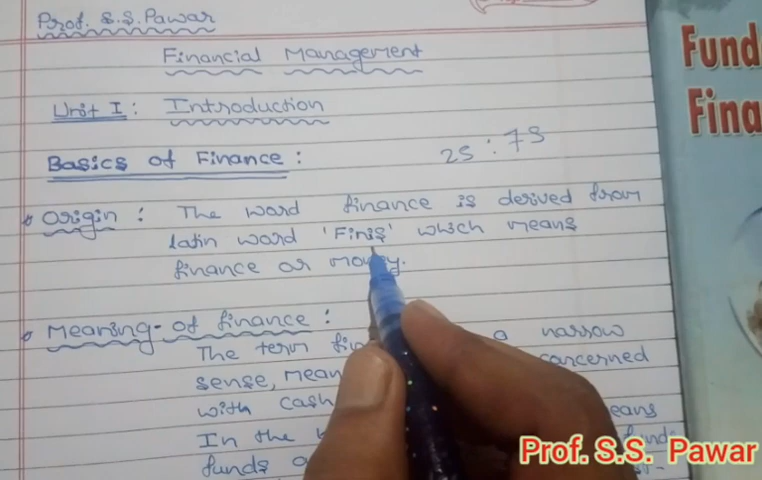 Prof. S.S. Pawar
Financial Management
Unit I : Introduction
Basics of Finance :
25 : 75
Origin : The word finance is derived from
latin word 'Finis' which means
finance or money.
Meaning of finance :
The term a narrow
sense, concerned
with cash
In the
funds
Fund
Fina
Prof. S.S. Pawar